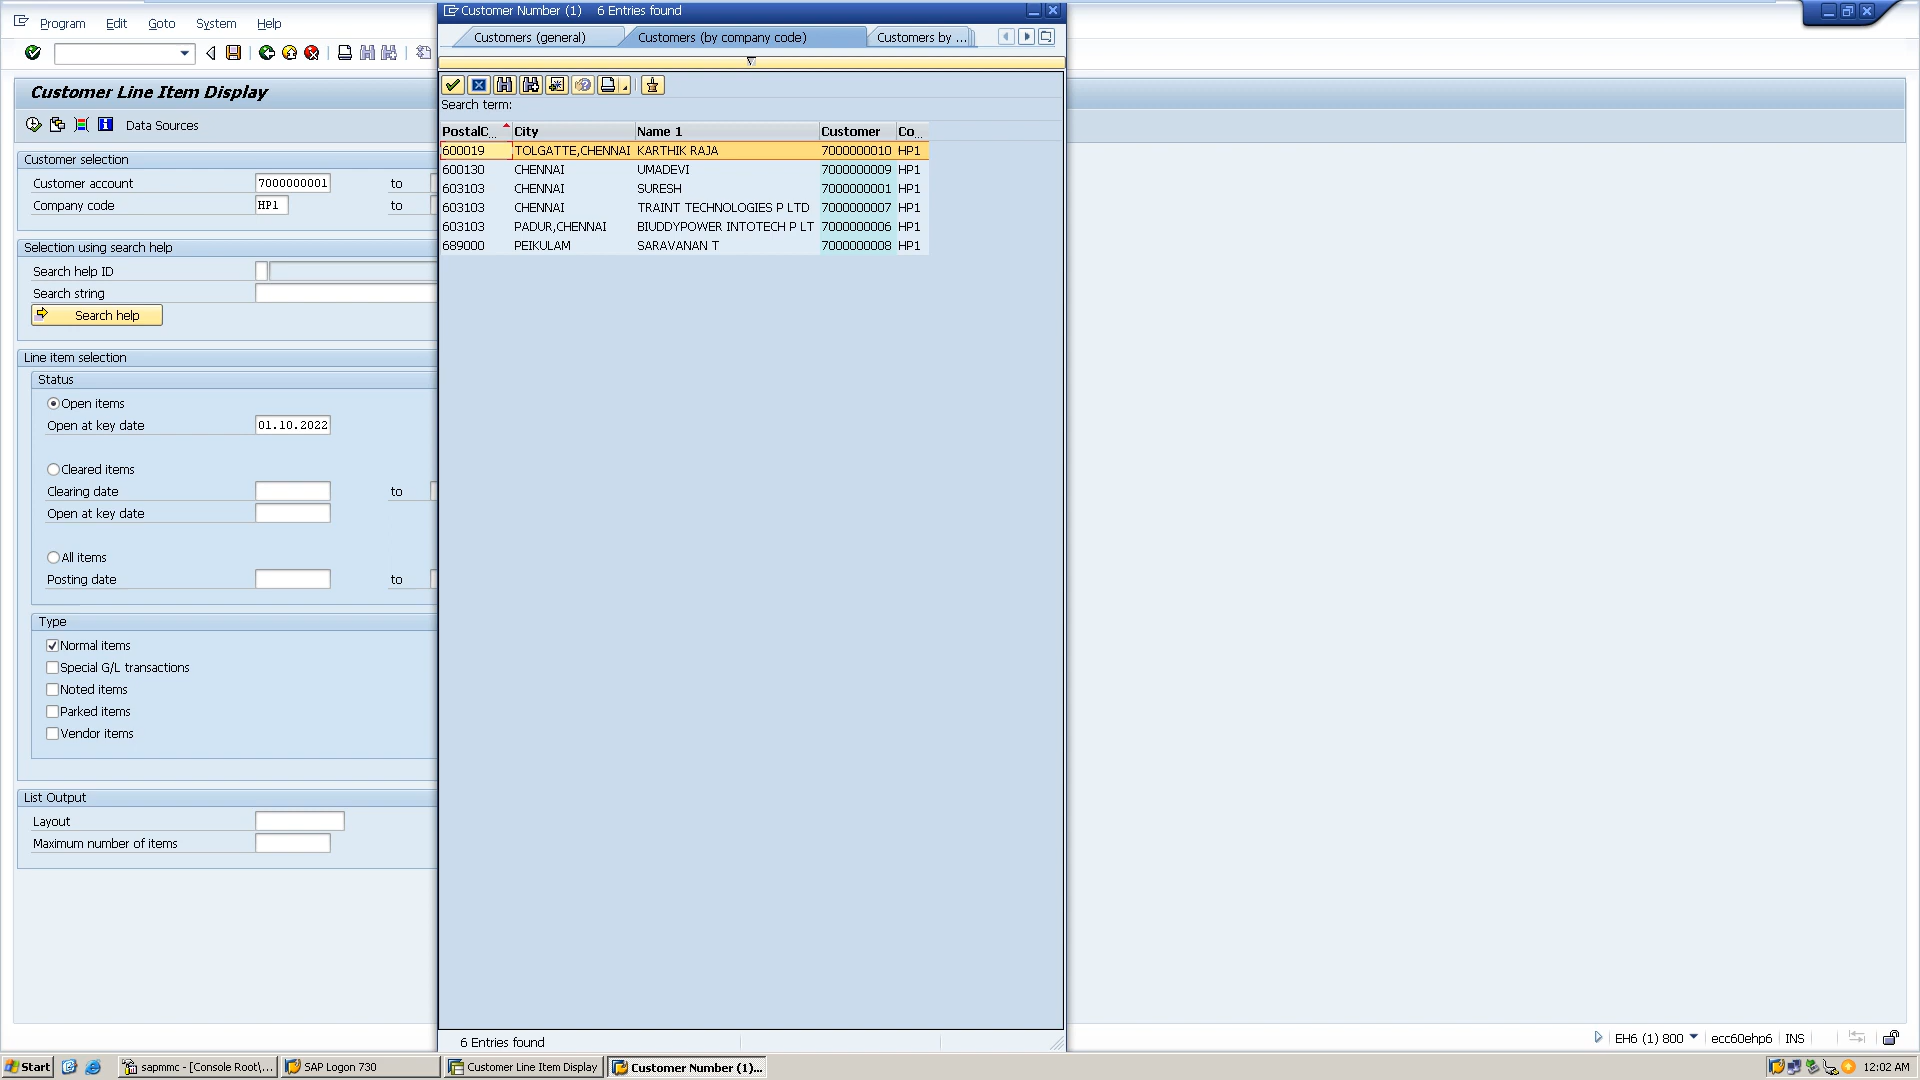 Program Edit Goto System Help
Customer Line Item Display
Data Sources
Customer selection
Customer account 7000000001 to
Company code HP1 to
Selection using search help
Search help ID
Search string
Search help
Line item selection
Status
Open items
Open at key date 01.10.2022
Cleared items
Clearing date to
Open at key date
All items
Posting date to
Type
Normal items
Special G/L transactions
Noted items
Parked items
Vendor items
List Output
Layout
Maximum number of items
Customer Number (1) 6 Entries found
Customers (general) Customers (by company code) Customers by ...
Search term:
PostalC... City Name 1 Customer Co...
600019 TOLGATTE,CHENNAI KARTHIK RAJA 7000000010 HP1
600130 CHENNAI UMADEVI 7000000009 HP1
603103 CHENNAI SURESH 7000000001 HP1
603103 CHENNAI TRAINT TECHNOLOGIES P LTD 7000000007 HP1
603103 PADUR,CHENNAI BIUDDYPOWER INTOTECH P LT 7000000006 HP1
689000 PEIKULAM SARAVANAN T 7000000008 HP1
6 Entries found
EH6 (1) 800 ecc60ehp6 INS
Start sapmmc - [Console Root\... SAP Logon 730 Customer Line Item Display Customer Number (1)... 12:02 AM